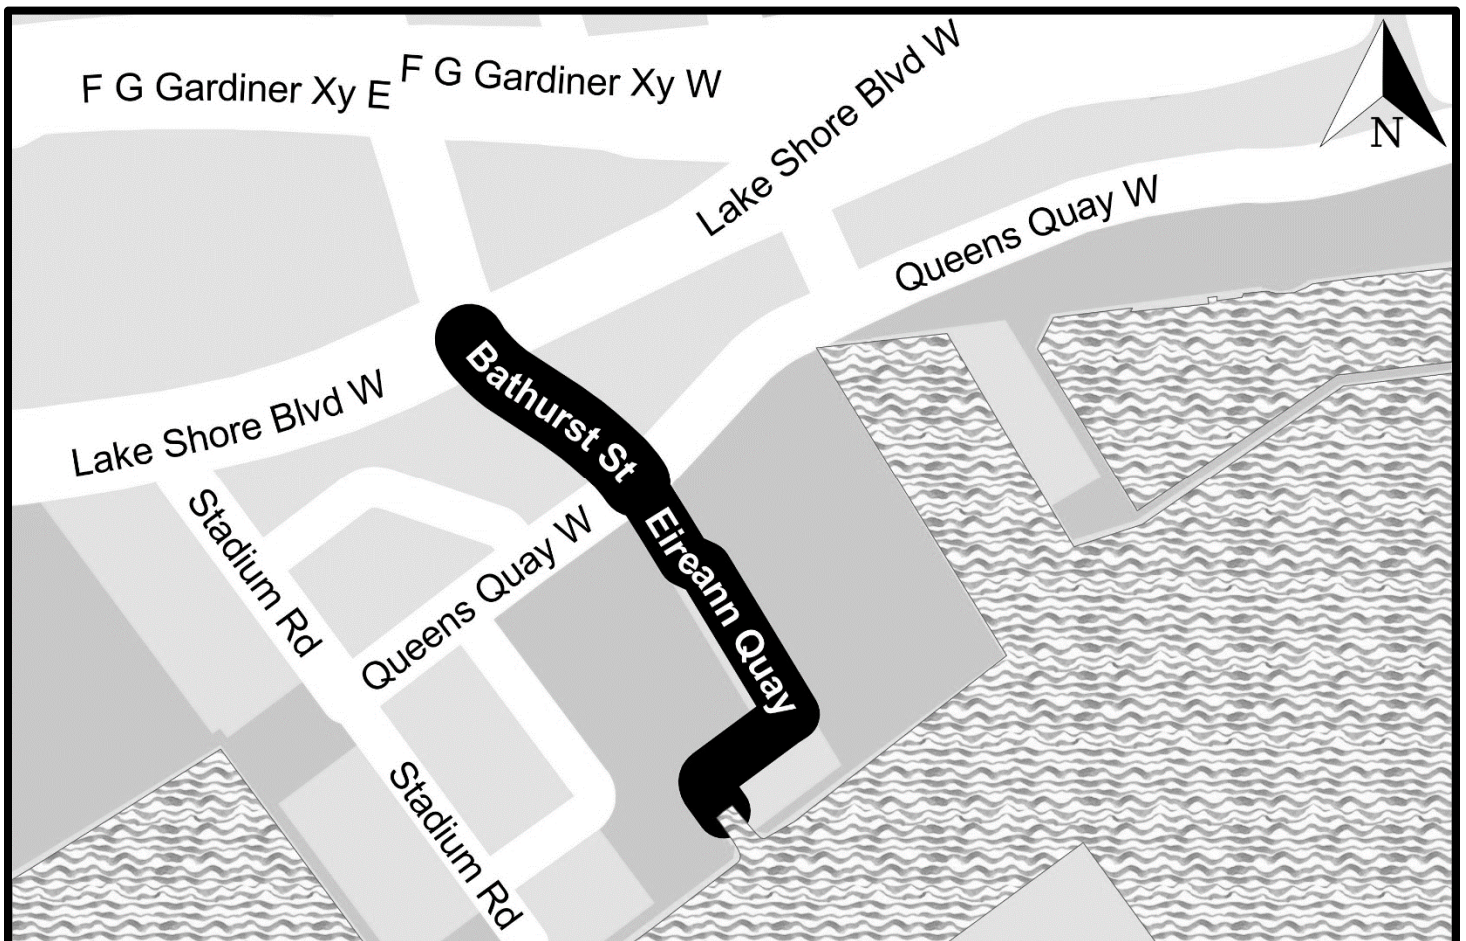 F G Gardiner Xy E
F G Gardiner Xy W
Lake Shore Blvd W
N
Queens Quay W
Bathurst St
Lake Shore Blvd W
Stadium Rd
Eireann Quay
Queens Quay W
Stadium Rd